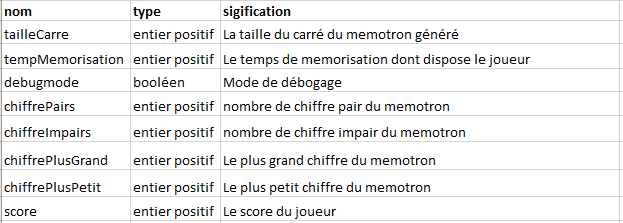 nom type sigification
tailleCarre entier positif La taille du carré du memotron généré
tempMemorisation entier positif Le temps de memorisation dont dispose le joueur
debugmode booléen Mode de débogage
chiffrePairs entier positif nombre de chiffre pair du memotron
chiffreImpairs entier positif nombre de chiffre impair du memotron
chiffrePlusGrand entier positif Le plus grand chiffre du memotron
chiffrePlusPetit entier positif Le plus petit chiffre du memotron
score entier positif Le score du joueur